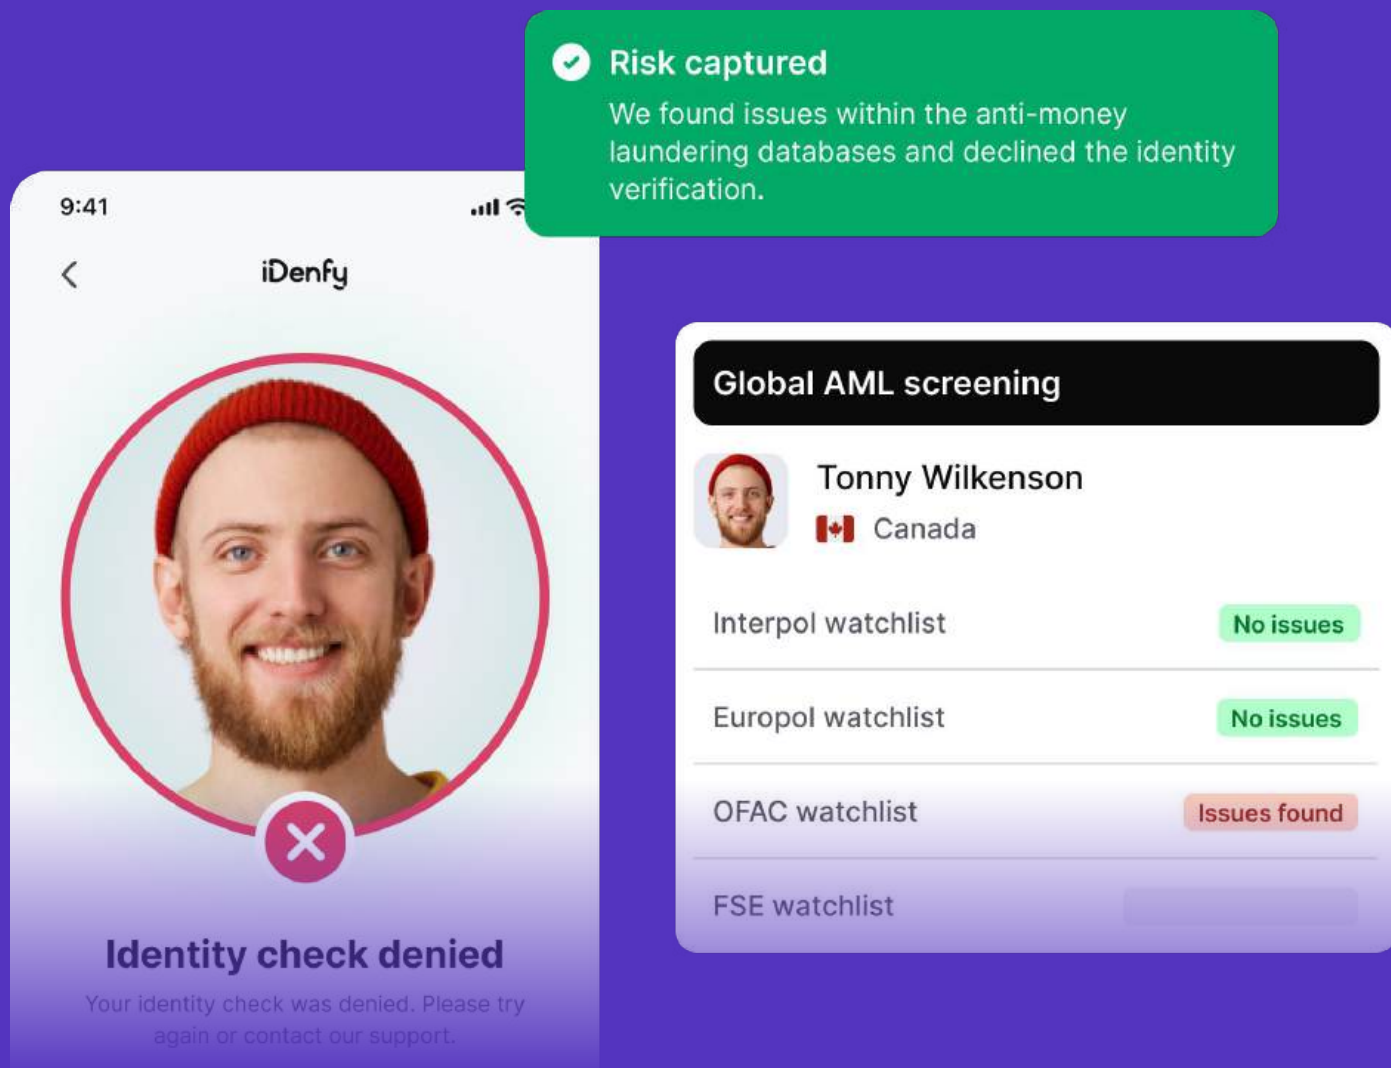 Risk captured
We found issues within the anti-money
laundering databases and declined the identity
verification.
9:41
iDenfy
Identity check denied
Your identity check was denied. Please try
again or contact our support.
Global AML screening
Tonny Wilkenson
Canada
Interpol watchlist No issues
Europol watchlist No issues
OFAC watchlist Issues found
FSE watchlist